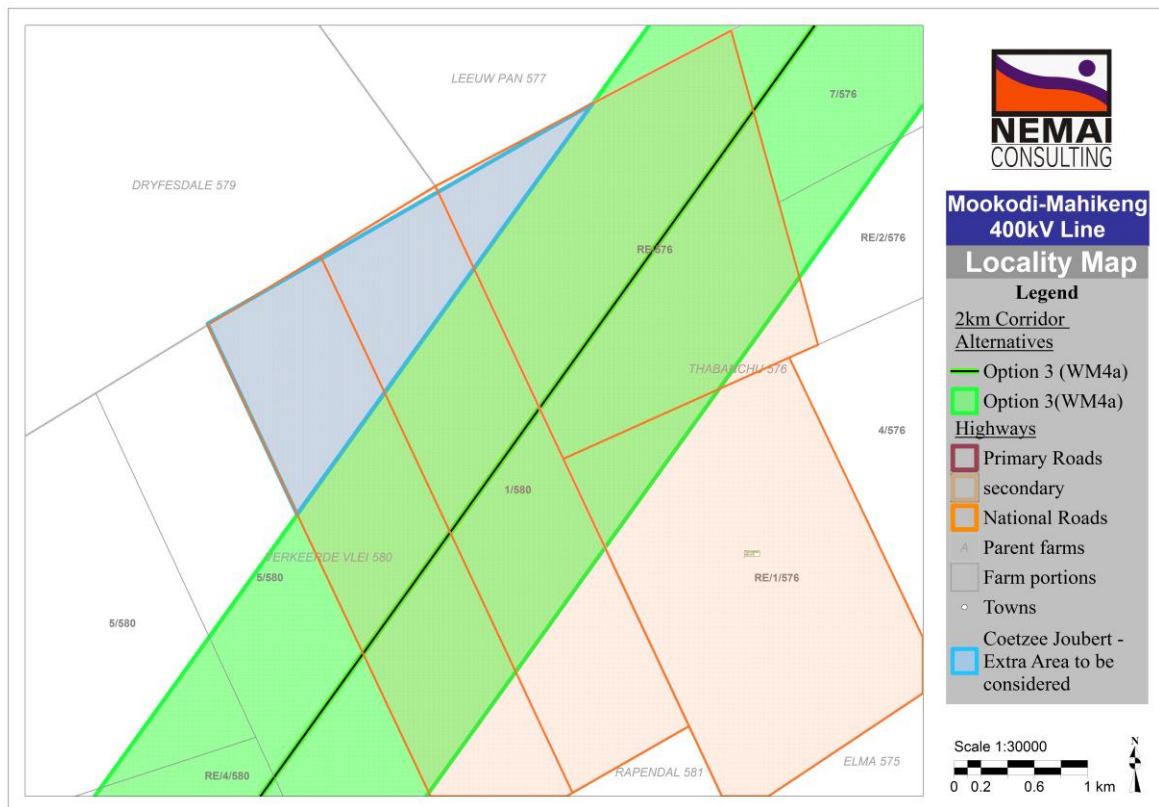 LEEUW PAN 577
7/576
DRYFESDALE 579
RE/2/576
RE/576
THABANCHU 576
4/576
1/580
VERKEERDE VLEI 580
5/580
RE/1/576
5/580
RE/4/580
RAPENDAL 581
ELMA 575
NEMAI
CONSULTING
Mookodi-Mahikeng
400kV Line
Locality Map
Legend
2km Corridor
Alternatives
Option 3 (WM4a)
Option 3(WM4a)
Highways
Primary Roads
secondary
National Roads
A Parent farms
Farm portions
Towns
Coetzee Joubert -
Extra Area to be
considered
Scale 1:30000
N
0 0.2 0.6 1 km